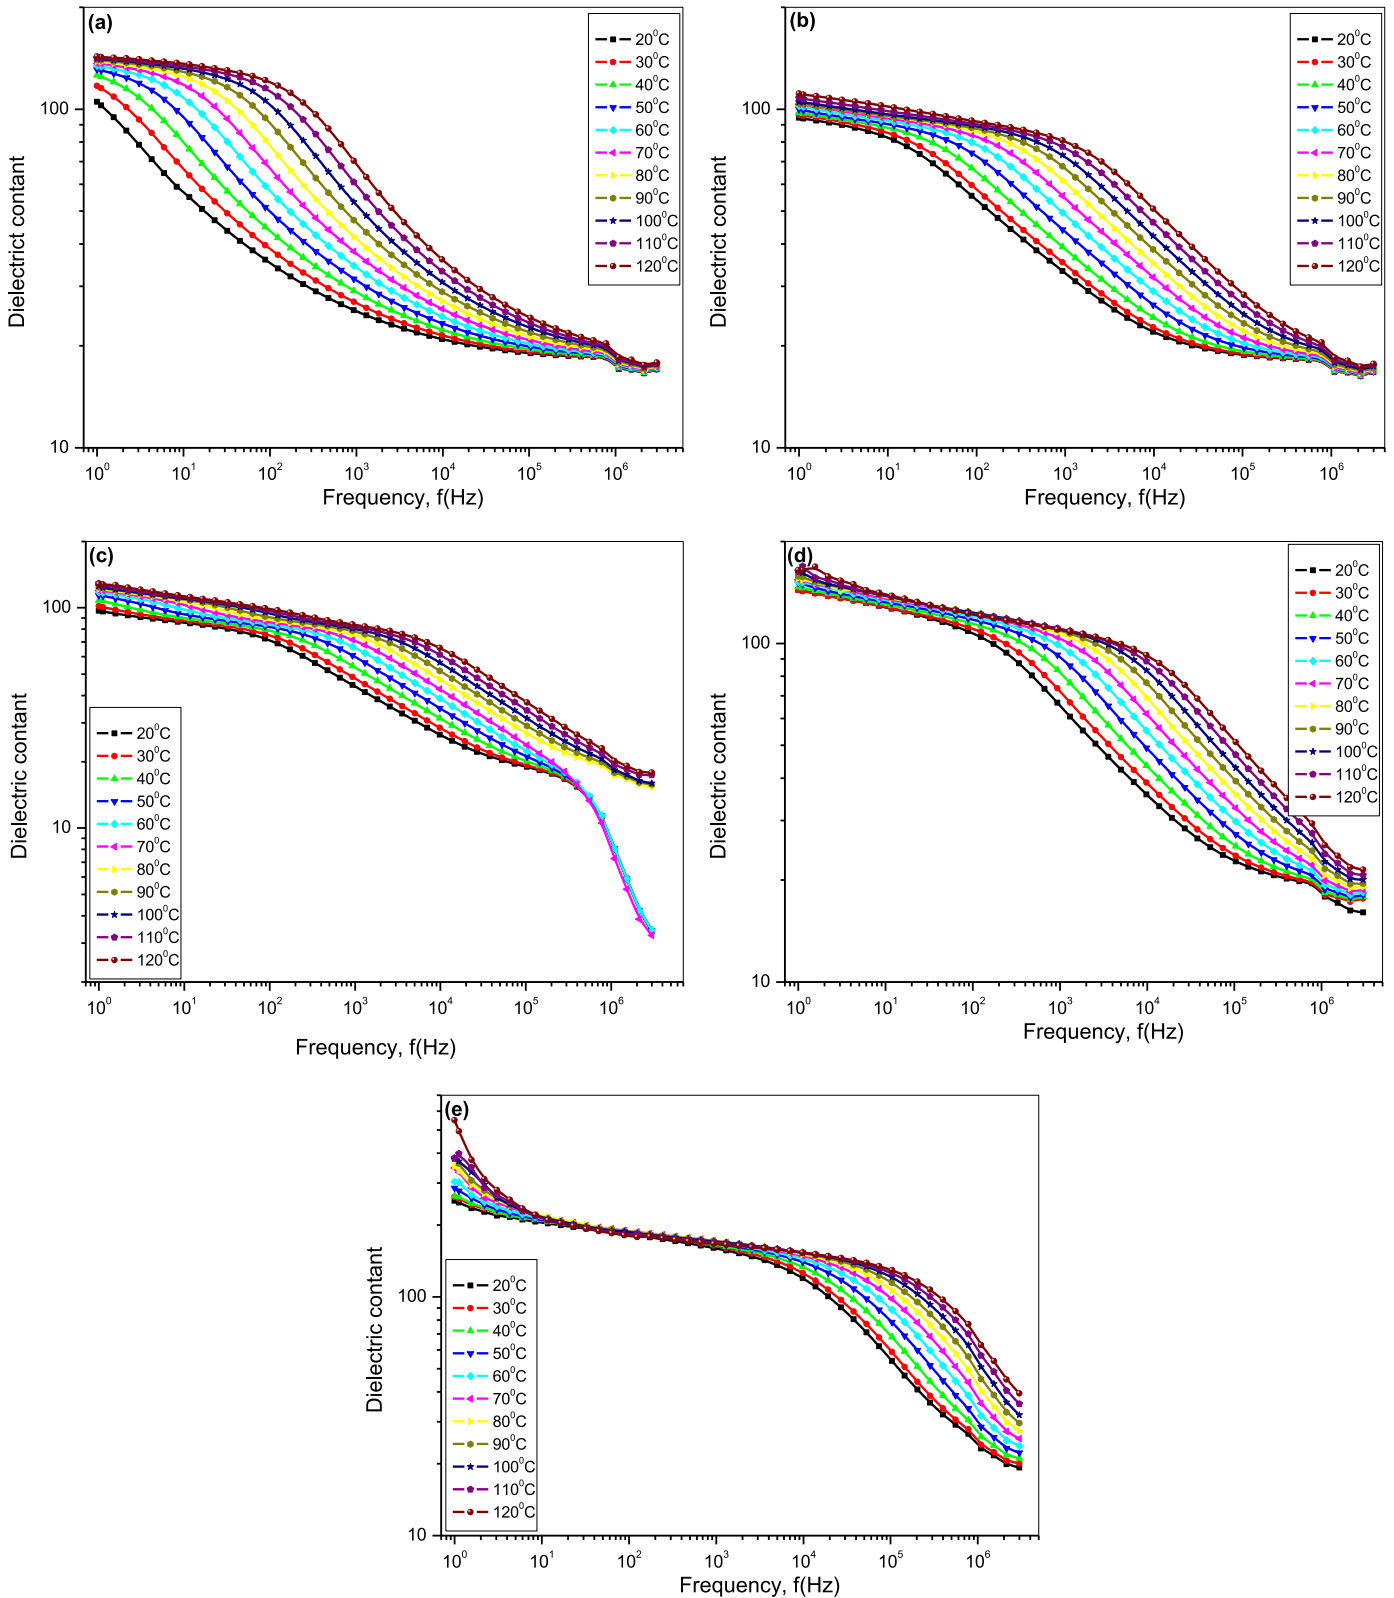 (a)
Dielectrict contant
100
10
10⁰ 10¹ 10² 10³ 10⁴ 10⁵ 10⁶
Frequency, f(Hz)
20⁰C
30⁰C
40⁰C
50⁰C
60⁰C
70⁰C
80⁰C
90⁰C
100⁰C
110⁰C
120⁰C
(b)
Dielectrict contant
100
10
10⁰ 10¹ 10² 10³ 10⁴ 10⁵ 10⁶
Frequency, f(Hz)
20⁰C
30⁰C
40⁰C
50⁰C
60⁰C
70⁰C
80⁰C
90⁰C
100⁰C
110⁰C
120⁰C
(c)
Dielectric contant
100
10
20⁰C
30⁰C
40⁰C
50⁰C
60⁰C
70⁰C
80⁰C
90⁰C
100⁰C
110⁰C
120⁰C
10⁰ 10¹ 10² 10³ 10⁴ 10⁵ 10⁶
Frequency, f(Hz)
(d)
Dielectric contant
100
10
20⁰C
30⁰C
40⁰C
50⁰C
60⁰C
70⁰C
80⁰C
90⁰C
100⁰C
110⁰C
120⁰C
10⁰ 10¹ 10² 10³ 10⁴ 10⁵ 10⁶
Frequency, f(Hz)
(e)
Dielectric contant
100
10
20⁰C
30⁰C
40⁰C
50⁰C
60⁰C
70⁰C
80⁰C
90⁰C
100⁰C
110⁰C
120⁰C
10⁰ 10¹ 10² 10³ 10⁴ 10⁵ 10⁶
Frequency, f(Hz)